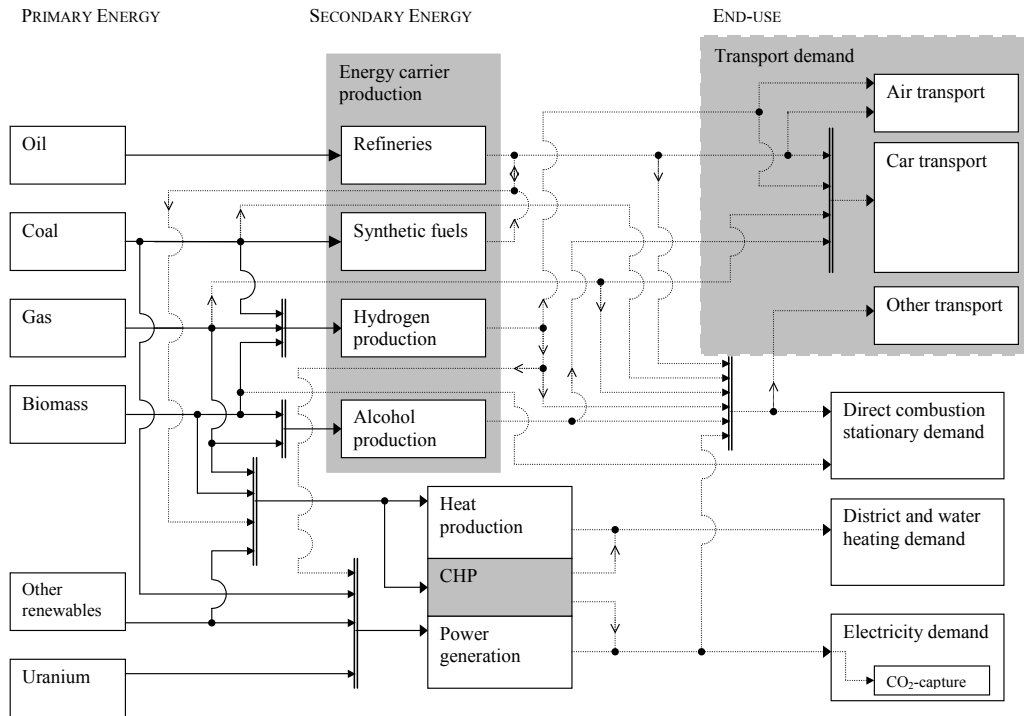 PRIMARY ENERGY
SECONDARY ENERGY
END-USE
Energy carrier
production
Transport demand
Oil
Refineries
Air transport
Car transport
Coal
Synthetic fuels
Gas
Hydrogen
production
Other transport
Biomass
Alcohol
production
Direct combustion
stationary demand
Heat
production
District and water
heating demand
CHP
Other
renewables
Power
generation
Electricity demand
Uranium
CO₂-capture